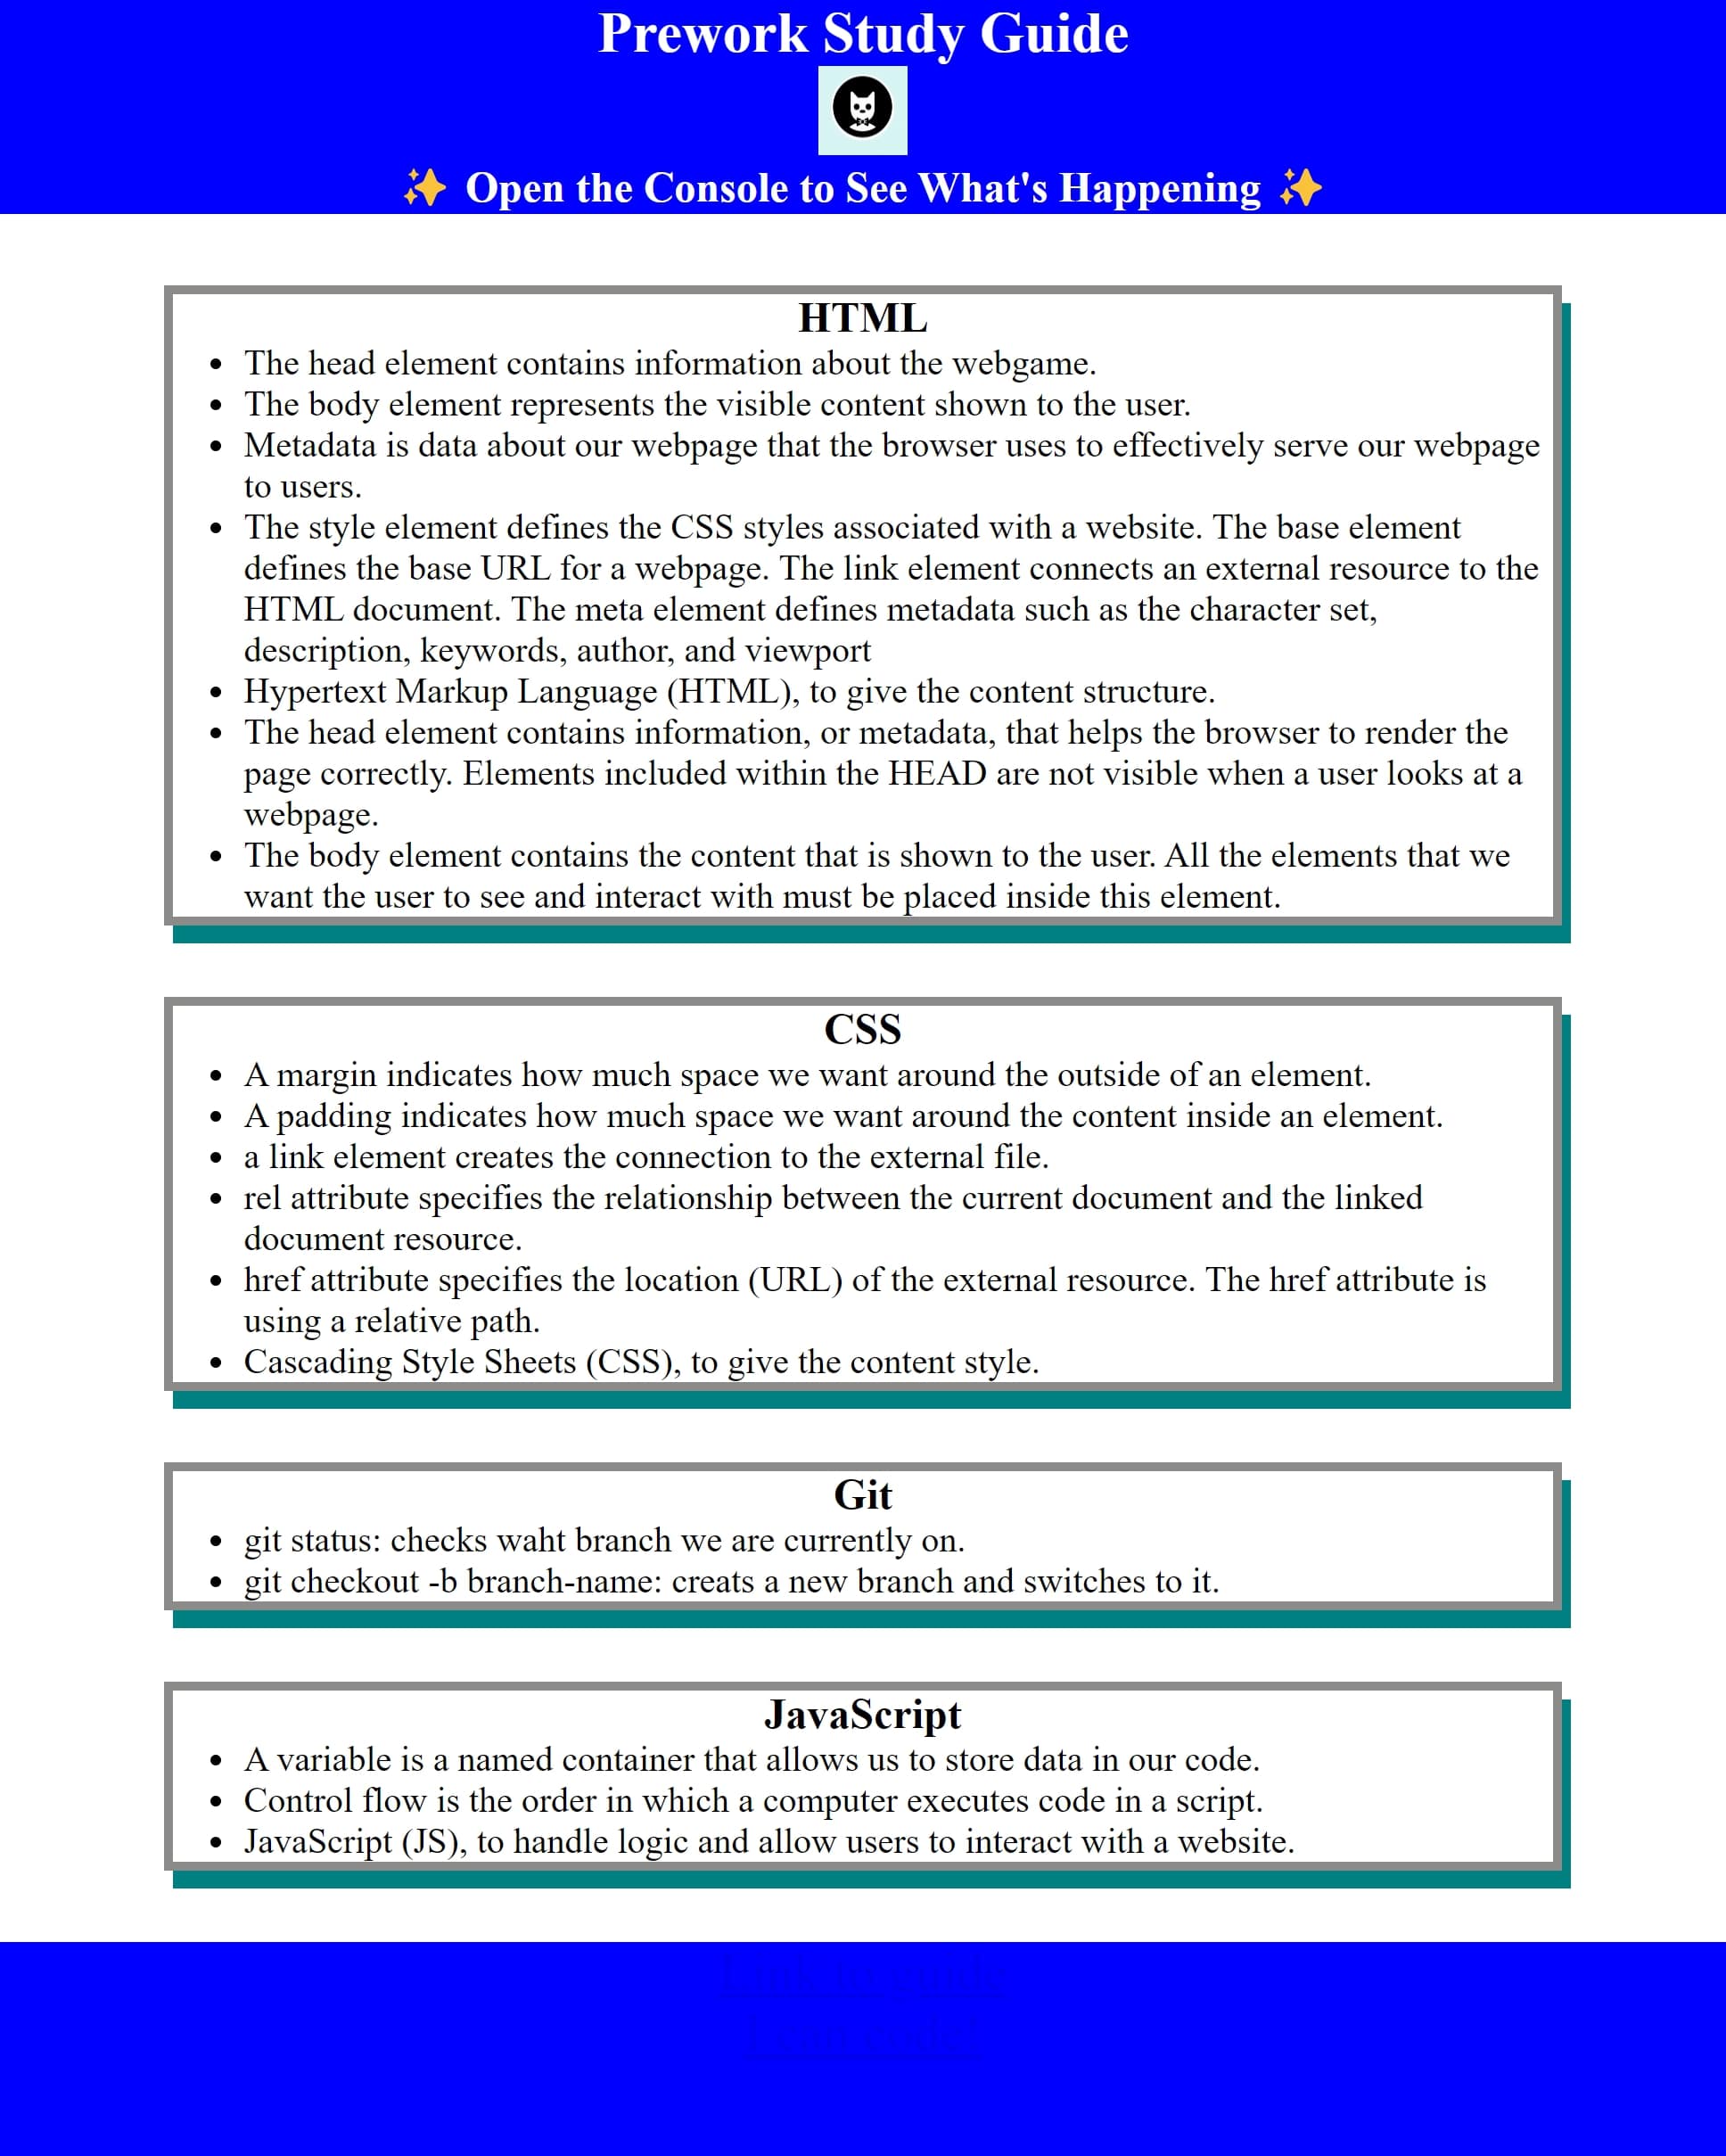 Prework Study Guide
✨ Open the Console to See What's Happening ✨
HTML
• The head element contains information about the webgame.
• The body element represents the visible content shown to the user.
• Metadata is data about our webpage that the browser uses to effectively serve our webpage
to users.
• The style element defines the CSS styles associated with a website. The base element
defines the base URL for a webpage. The link element connects an external resource to the
HTML document. The meta element defines metadata such as the character set,
description, keywords, author, and viewport
• Hypertext Markup Language (HTML), to give the content structure.
• The head element contains information, or metadata, that helps the browser to render the
page correctly. Elements included within the HEAD are not visible when a user looks at a
webpage.
• The body element contains the content that is shown to the user. All the elements that we
want the user to see and interact with must be placed inside this element.
CSS
• A margin indicates how much space we want around the outside of an element.
• A padding indicates how much space we want around the content inside an element.
• a link element creates the connection to the external file.
• rel attribute specifies the relationship between the current document and the linked
document resource.
• href attribute specifies the location (URL) of the external resource. The href attribute is
using a relative path.
• Cascading Style Sheets (CSS), to give the content style.
Git
• git status: checks waht branch we are currently on.
• git checkout -b branch-name: creats a new branch and switches to it.
JavaScript
• A variable is a named container that allows us to store data in our code.
• Control flow is the order in which a computer executes code in a script.
• JavaScript (JS), to handle logic and allow users to interact with a website.